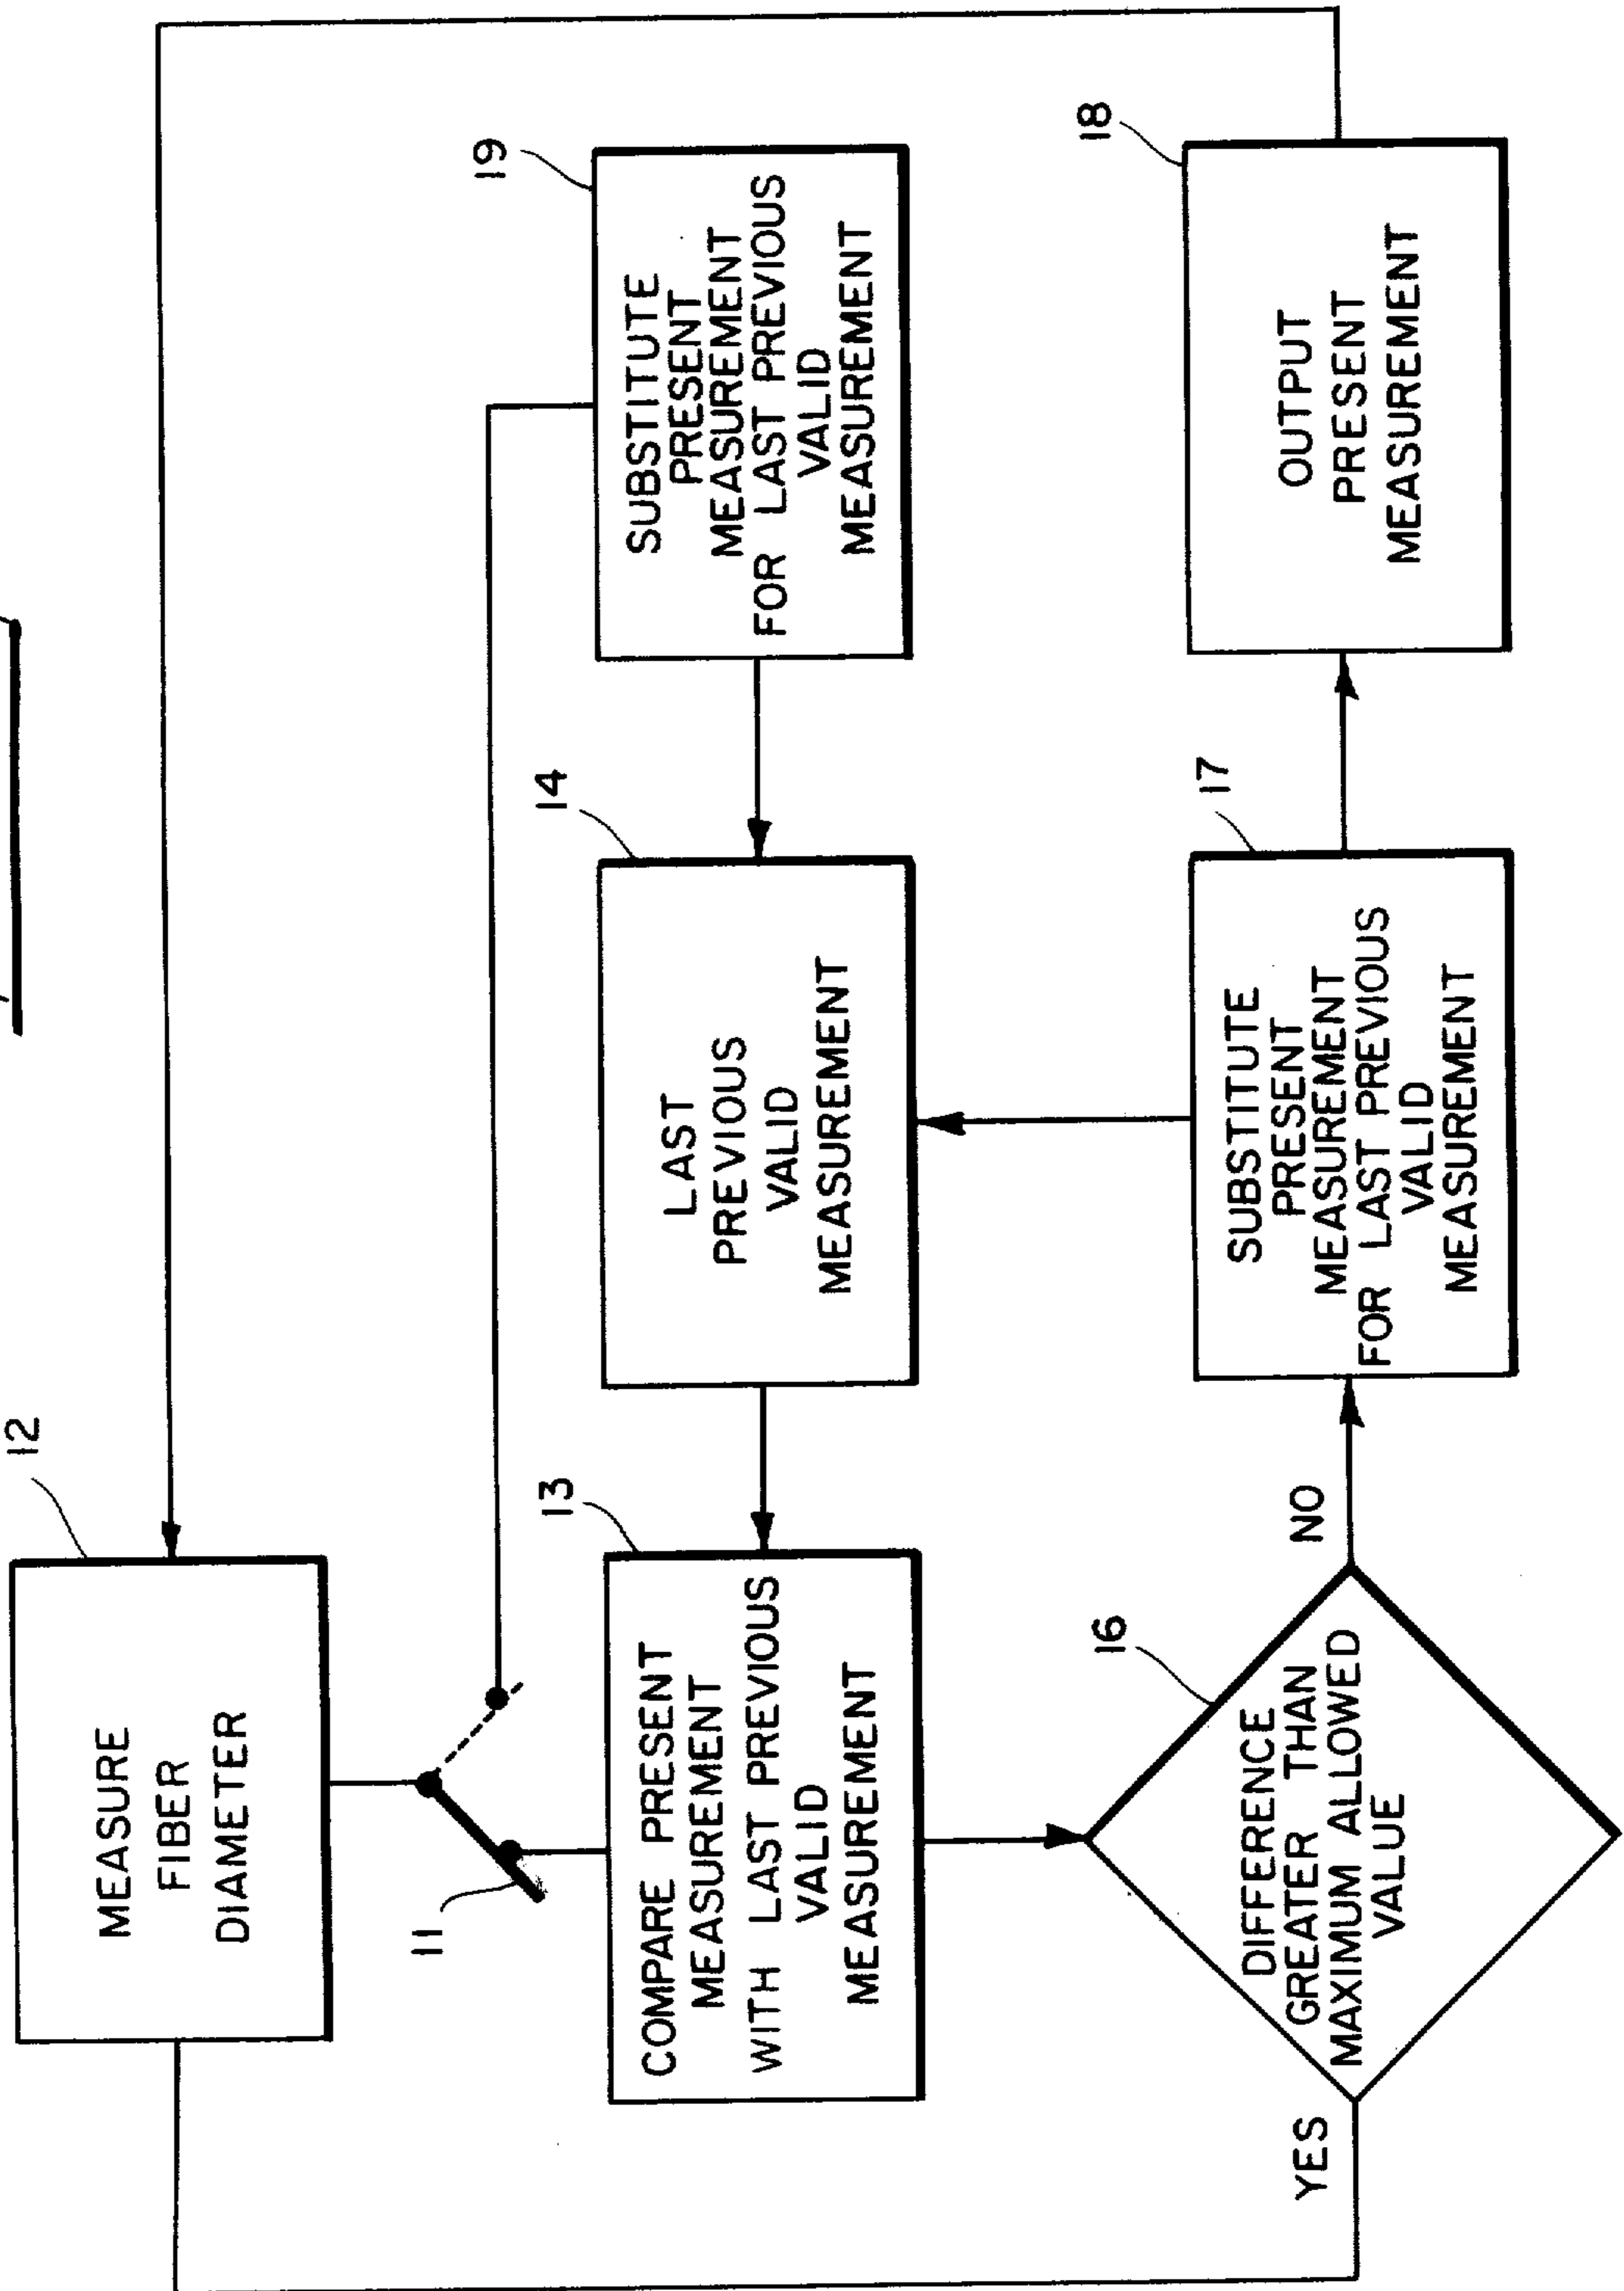 12
MEASURE
FIBER
DIAMETER
11
13
COMPARE PRESENT
MEASUREMENT
WITH LAST PREVIOUS
VALID
MEASUREMENT
14
LAST
PREVIOUS
VALID
MEASUREMENT
19
SUBSTITUTE
PRESENT
MEASUREMENT
FOR LAST PREVIOUS
VALID
MEASUREMENT
16
DIFFERENCE
GREATER THAN
MAXIMUM ALLOWED
VALUE
YES
NO
17
SUBSTITUTE
PRESENT
MEASUREMENT
FOR LAST PREVIOUS
VALID
MEASUREMENT
18
OUTPUT
PRESENT
MEASUREMENT